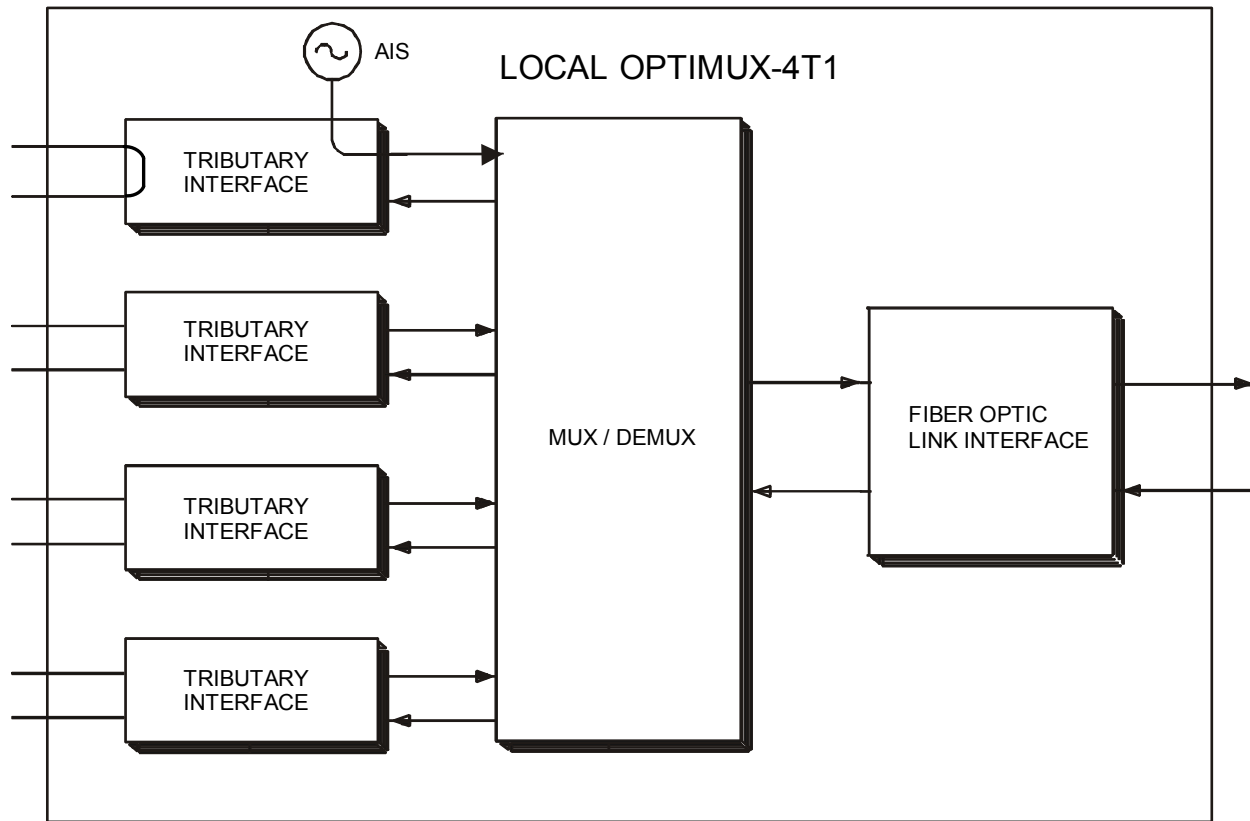 AIS
LOCAL OPTIMUX-4T1
TRIBUTARY
INTERFACE
TRIBUTARY
INTERFACE
MUX / DEMUX
FIBER OPTIC
LINK INTERFACE
TRIBUTARY
INTERFACE
TRIBUTARY
INTERFACE